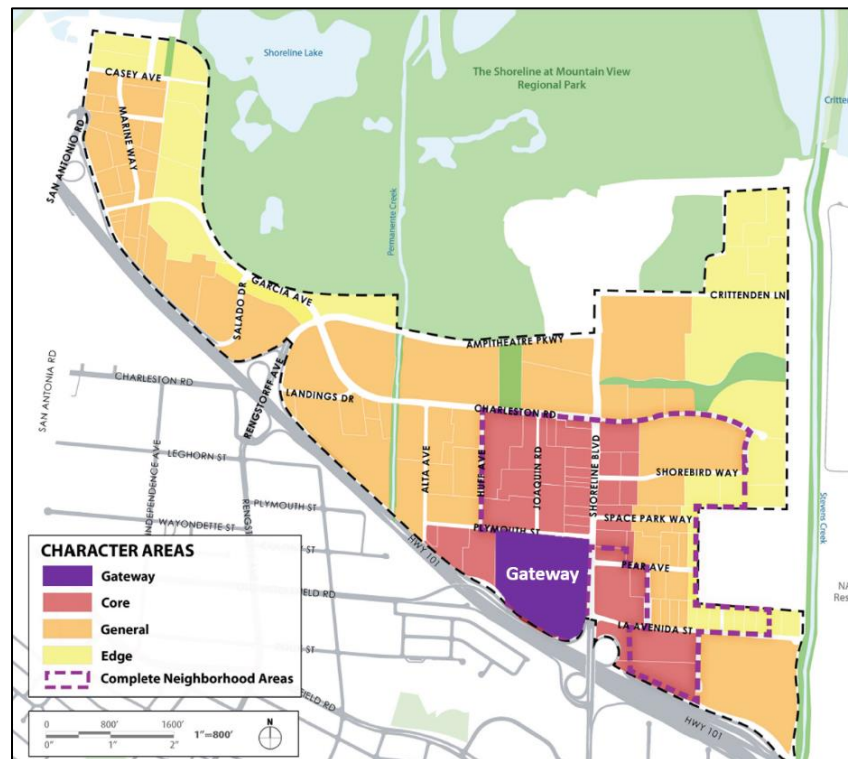 Shoreline Lake
The Shoreline at Mountain View
Regional Park
CASEY AVE
MARINE WAY
SAN ANTONIO RD
Permanente Creek
GARCIA AVE
SALADO DR
CRITTENDEN LN
AMPITHEATRE PKWY
SAN ANTONIA RD
CHARLESTON RD
RENGSTORFF AVE
LANDINGS DR
CHARLESTON RD
LEGHORN ST
INDEPENDENCE AVE
ALTA AVE
HUFF AVE
JOAQUIN RD
SHORELINE BLVD
SHOREBIRD WAY
PLYMOUTH ST
SPACE PARK WAY
Stevens Creek
WAYONDETTE ST
PLYMOUTH ST
HWY 101
Gateway
PEAR AVE
LA AVENIDA ST
HWY 101
CHARACTER AREAS
Gateway
Core
General
Edge
Complete Neighborhood Areas
0 800' 1600'
0" 1" 2"
1"=800'
N